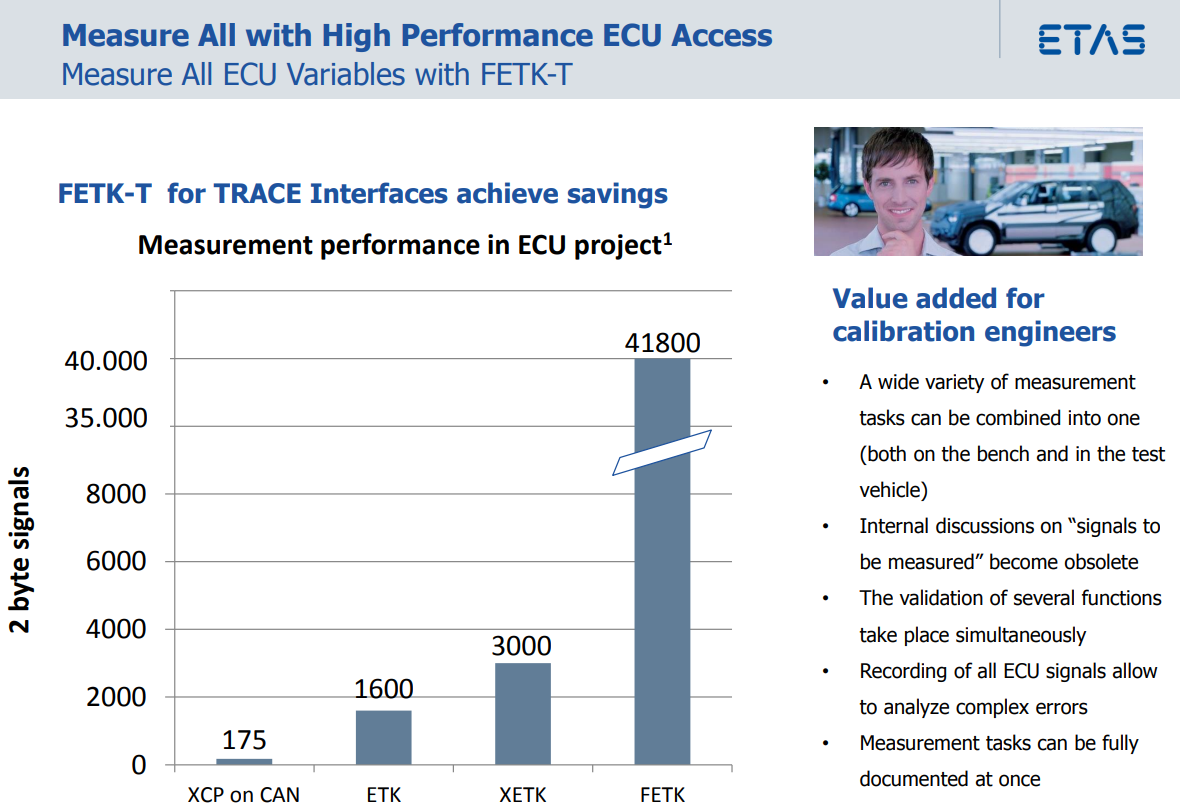 Measure All with High Performance ECU Access
Measure All ECU Variables with FETK-T
ETAS
FETK-T for TRACE Interfaces achieve savings
Measurement performance in ECU project¹
2 byte signals
40.000
35.000
8000
6000
4000
2000
0
175
1600
3000
41800
XCP on CAN
ETK
XETK
FETK
Value added for
calibration engineers
• A wide variety of measurement
tasks can be combined into one
(both on the bench and in the test
vehicle)
• Internal discussions on “signals to
be measured” become obsolete
• The validation of several functions
take place simultaneously
• Recording of all ECU signals allow
to analyze complex errors
• Measurement tasks can be fully
documented at once